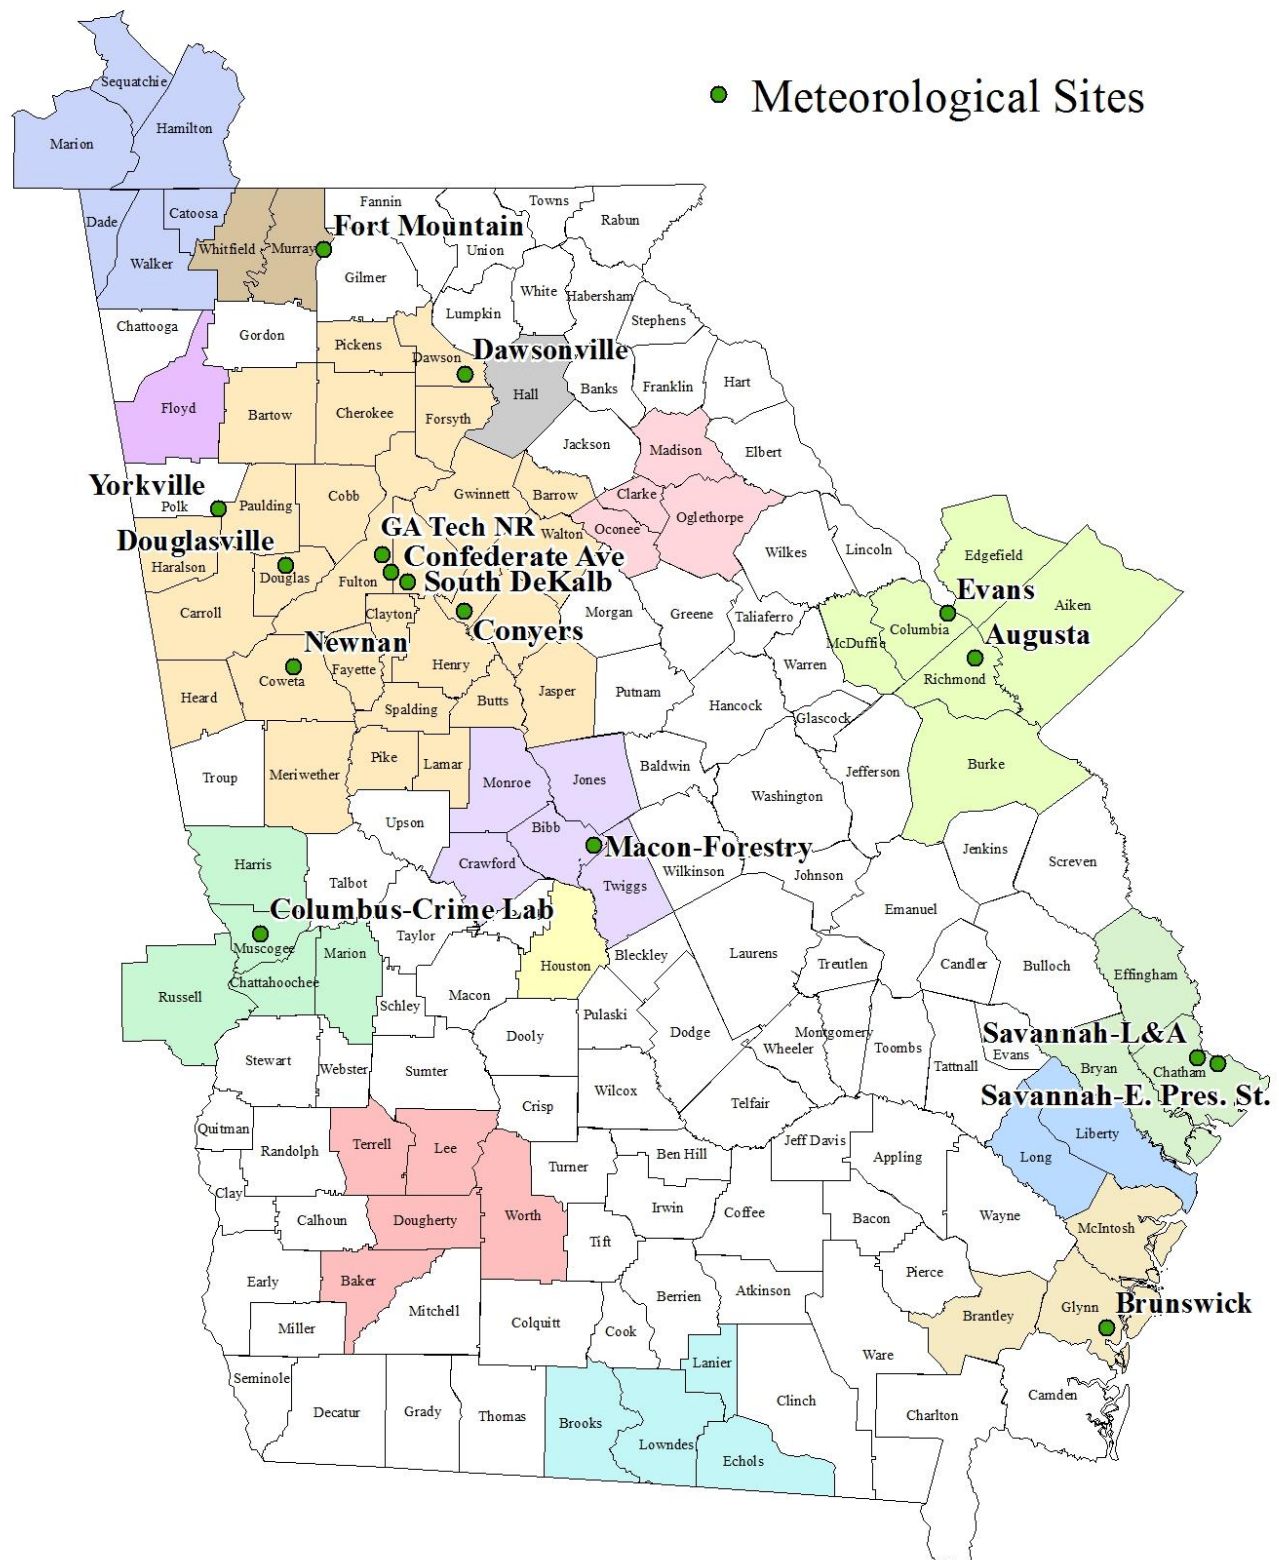 Sequatchie
Meteorological Sites
Hamilton
Marion
Fannin
Towns
Rabun
Catoosa
Dade
Fort Mountain
Whitfield
Murray
Union
Walker
Gilmer
White
Habersham
Lumpkin
Stephens
Chattooga
Gordon
Pickens
Dawson
Dawsonville
Hall
Banks
Franklin
Hart
Floyd
Bartow
Cherokee
Forsyth
Jackson
Madison
Elbert
Yorkville
Polk
Paulding
Cobb
Gwinnett
Barrow
Clarke
Oglethorpe
Oconee
Walton
GA Tech NR
Douglasville
Confederate Ave
Wilkes
Lincoln
Edgefield
Haralson
Douglas
Fulton
South DeKalb
Evans
Aiken
Carroll
Clayton
Morgan
Greene
Taliaferro
Columbia
McDuffie
Conyers
Newnan
Augusta
Henry
Fayette
Coweta
Warren
Richmond
Heard
Spalding
Butts
Jasper
Putnam
Hancock
Glascock
Pike
Lamar
Troup
Meriwether
Monroe
Jones
Baldwin
Jefferson
Burke
Washington
Upson
Bibb
Macon-Forestry
Jenkins
Screven
Harris
Crawford
Wilkinson
Johnson
Talbot
Twiggs
Columbus-Crime Lab
Emanuel
Taylor
Muscogee
Marion
Houston
Bleckley
Laurens
Treutlen
Candler
Bulloch
Effingham
Russell
Chattahoochee
Schley
Macon
Pulaski
Dooly
Dodge
Wheeler
Montgomery
Toombs
Savannah-L&A
Evans
Tattnall
Bryan
Chatham
Stewart
Webster
Sumter
Wilcox
Savannah-E. Pres. St.
Crisp
Telfair
Quitman
Randolph
Terrell
Lee
Turner
Ben Hill
Jeff Davis
Appling
Liberty
Long
Clay
Calhoun
Dougherty
Worth
Irwin
Coffee
Bacon
Wayne
McIntosh
Tift
Early
Baker
Mitchell
Berrien
Atkinson
Pierce
Brantley
Glynn
Brunswick
Miller
Colquitt
Cook
Ware
Lanier
Seminole
Decatur
Grady
Thomas
Brooks
Lowndes
Echols
Clinch
Charlton
Camden